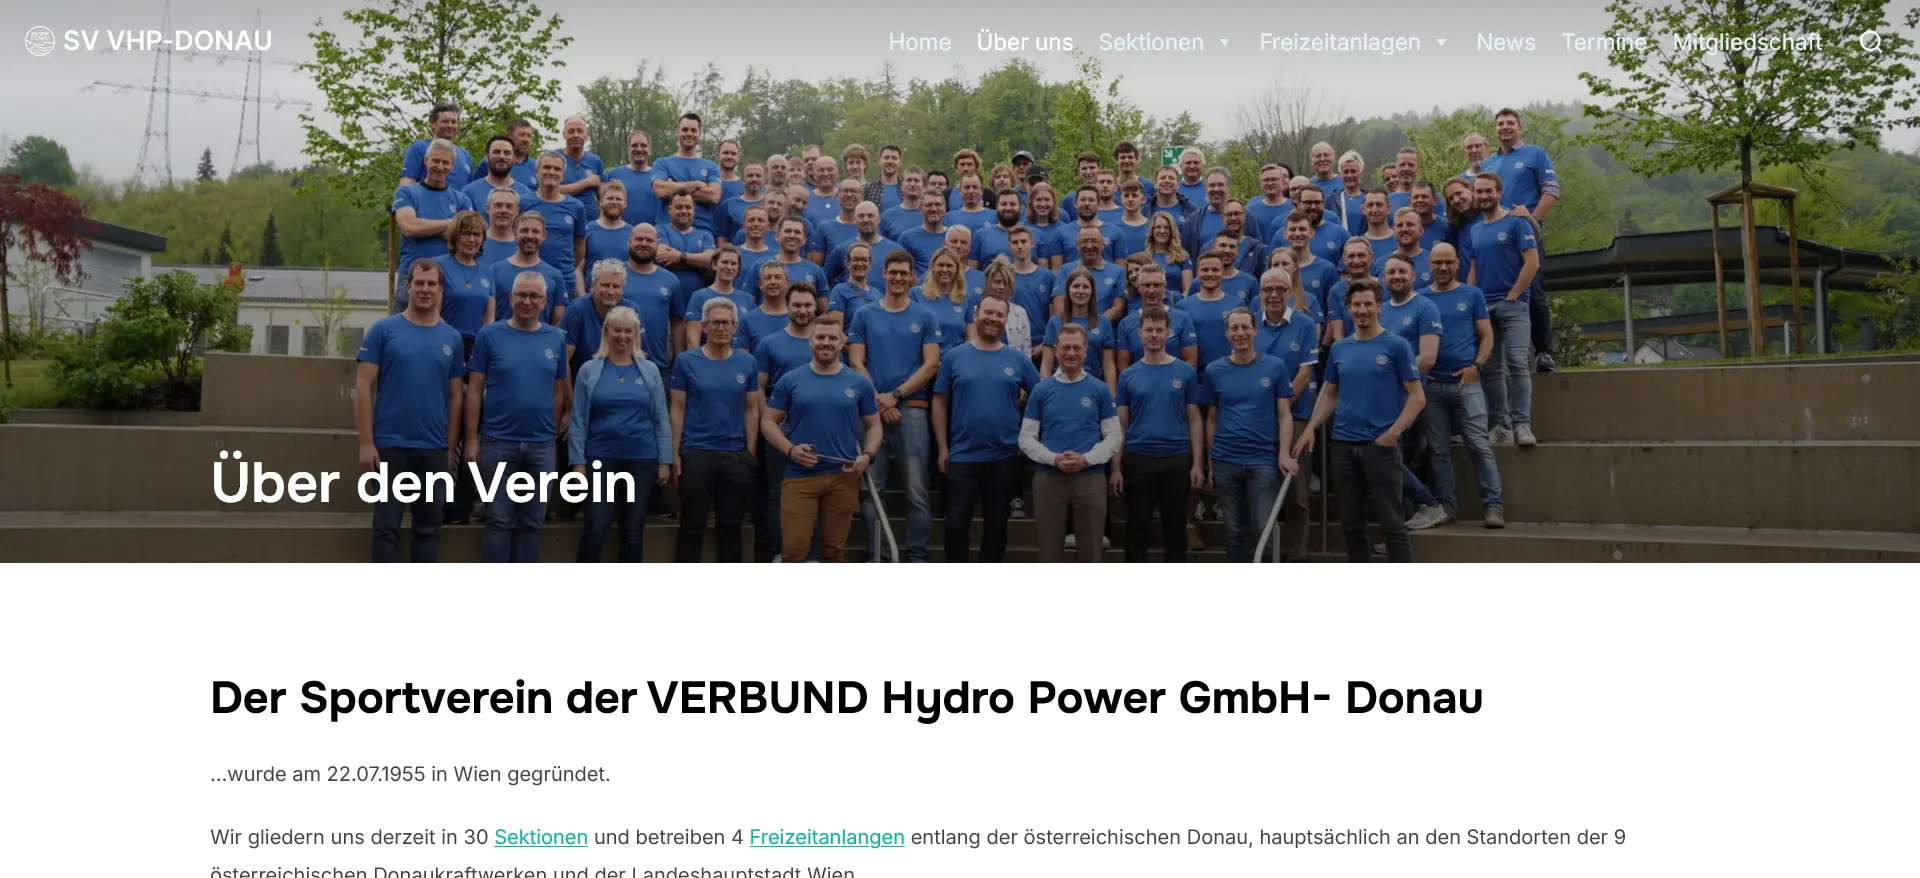 SV VHP-DONAU
Home Über uns Sektionen Freizeitanlagen News Termine Mitgliedschaft
Über den Verein
Der Sportverein der VERBUND Hydro Power GmbH- Donau
...wurde am 22.07.1955 in Wien gegründet.
Wir gliedern uns derzeit in 30 Sektionen und betreiben 4 Freizeitanlangen entlang der österreichischen Donau, hauptsächlich an den Standorten der 9
österreichischen Donaukraftwerken und der Landeshauptstadt Wien.